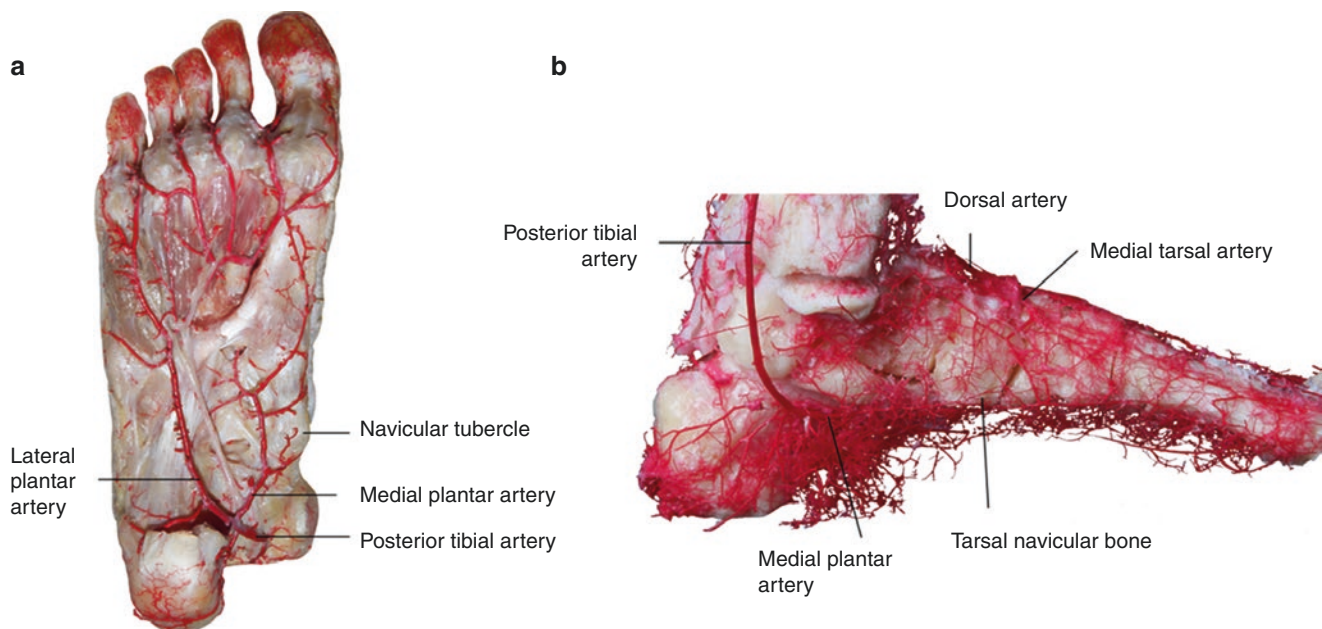 a
Navicular tubercle
Lateral
plantar
artery
Medial plantar artery
Posterior tibial artery
b
Dorsal artery
Posterior tibial
artery
Medial tarsal artery
Medial plantar
artery
Tarsal navicular bone